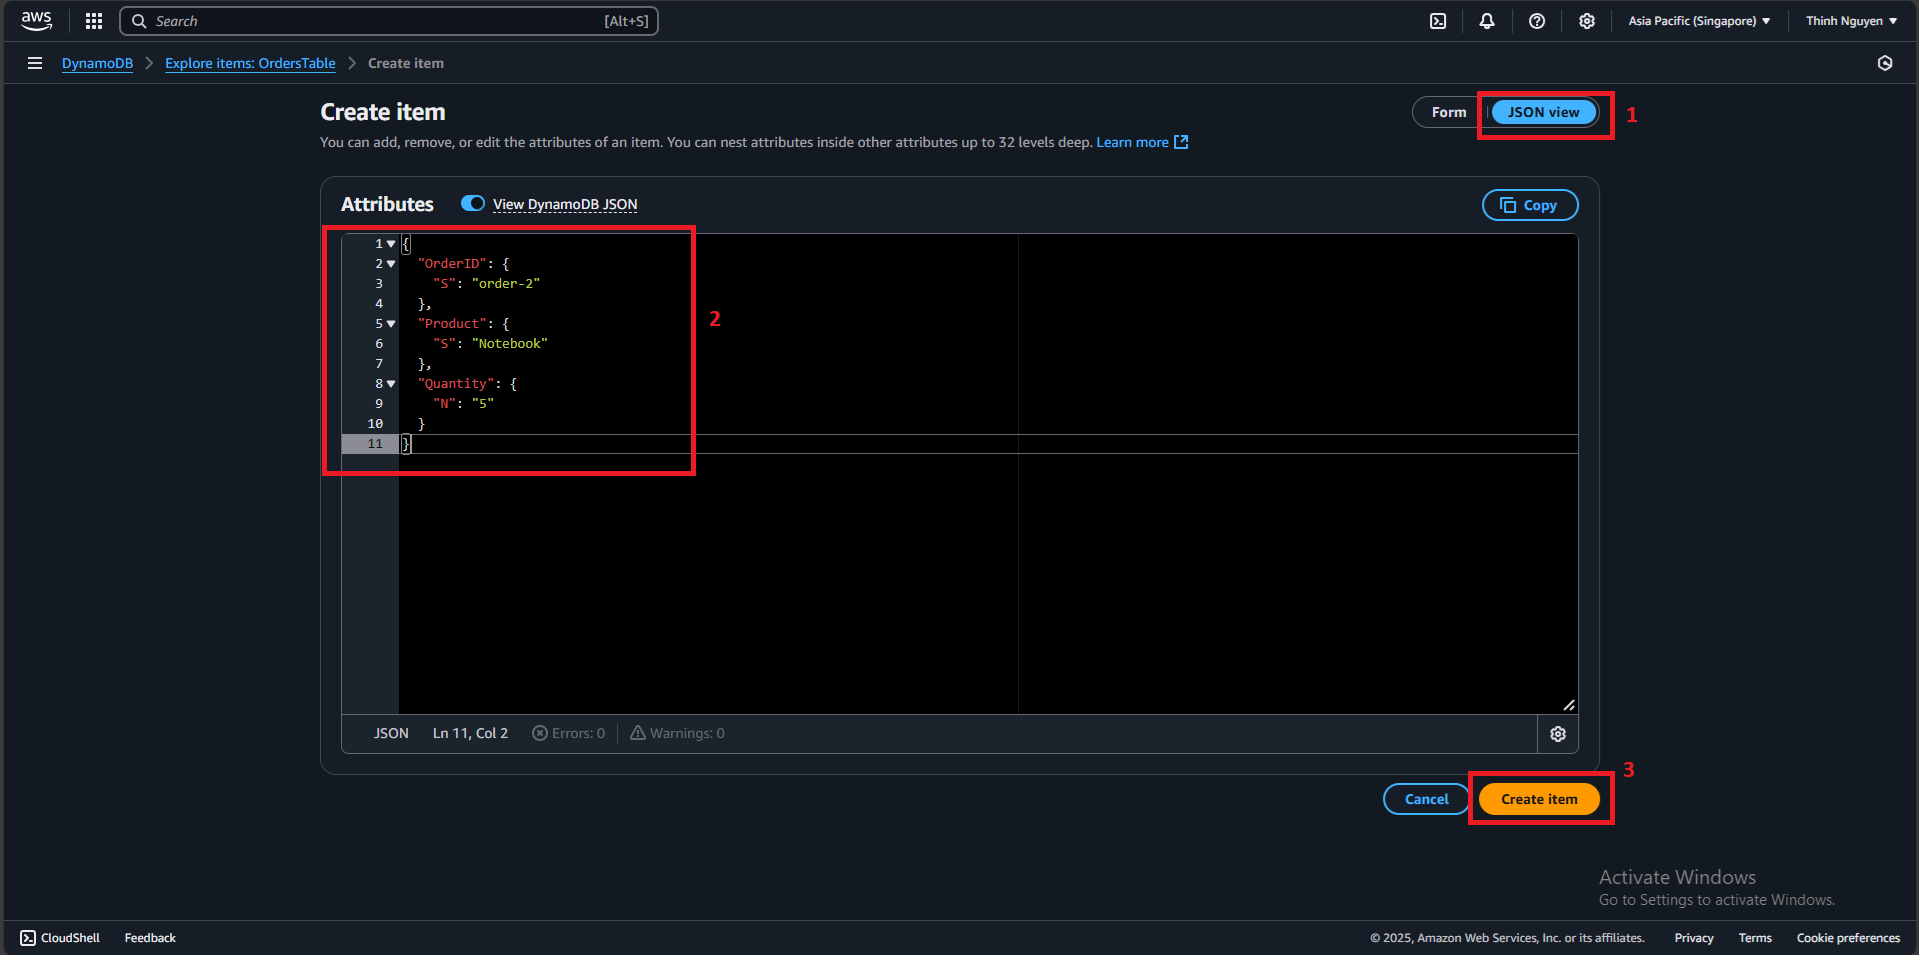 aws Search [Alt+S] Asia Pacific (Singapore) Thinh Nguyen
DynamoDB Explore items: OrdersTable Create item
Create item
Form JSON view 1
You can add, remove, or edit the attributes of an item. You can nest attributes inside other attributes up to 32 levels deep. Learn more
Attributes View DynamoDB JSON Copy
1 {
2 "OrderID": {
3 "S": "order-2"
4 },
5 "Product": {
6 "S": "Notebook"
7 },
8 "Quantity": {
9 "N": "5"
10 }
11 }
2
JSON Ln 11, Col 2 Errors: 0 Warnings: 0
3
Cancel Create item
Activate Windows
Go to Settings to activate Windows.
CloudShell Feedback © 2025, Amazon Web Services, Inc. or its affiliates. Privacy Terms Cookie preferences